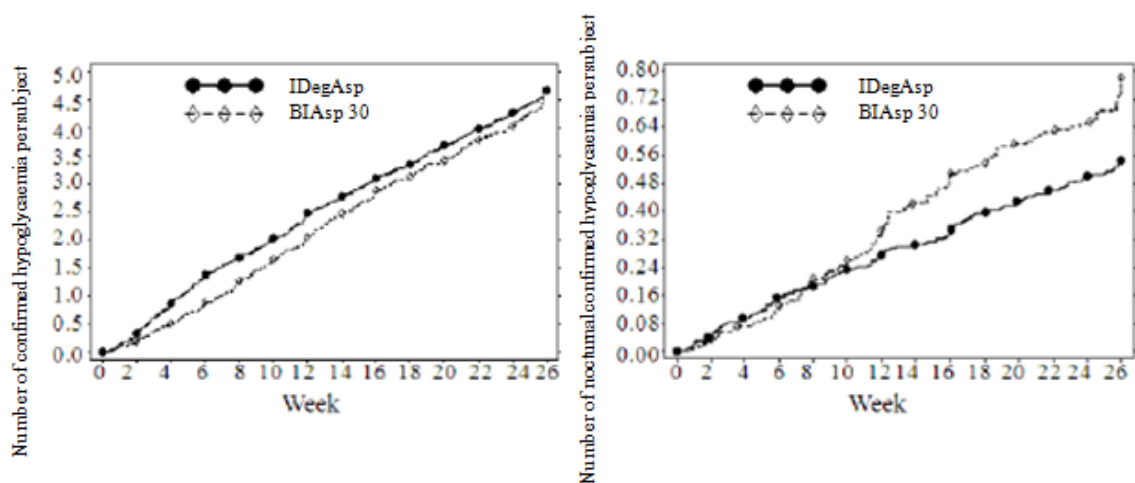 Number of confirmed hypoglycaemia persubject
5.0
4.5
4.0
3.5
3.0
2.5
2.0
1.5
1.0
0.5
0.0
IDegAsp
BIAsp 30
0 2 4 6 8 10 12 14 16 18 20 22 24 26
Week
Number of nocturnal confirmed hypoglycaemia persubject
0.80
0.72
0.64
0.56
0.48
0.40
0.32
0.24
0.16
0.08
0.00
IDegAsp
BIAsp 30
0 2 4 6 8 10 12 14 16 18 20 22 24 26
Week